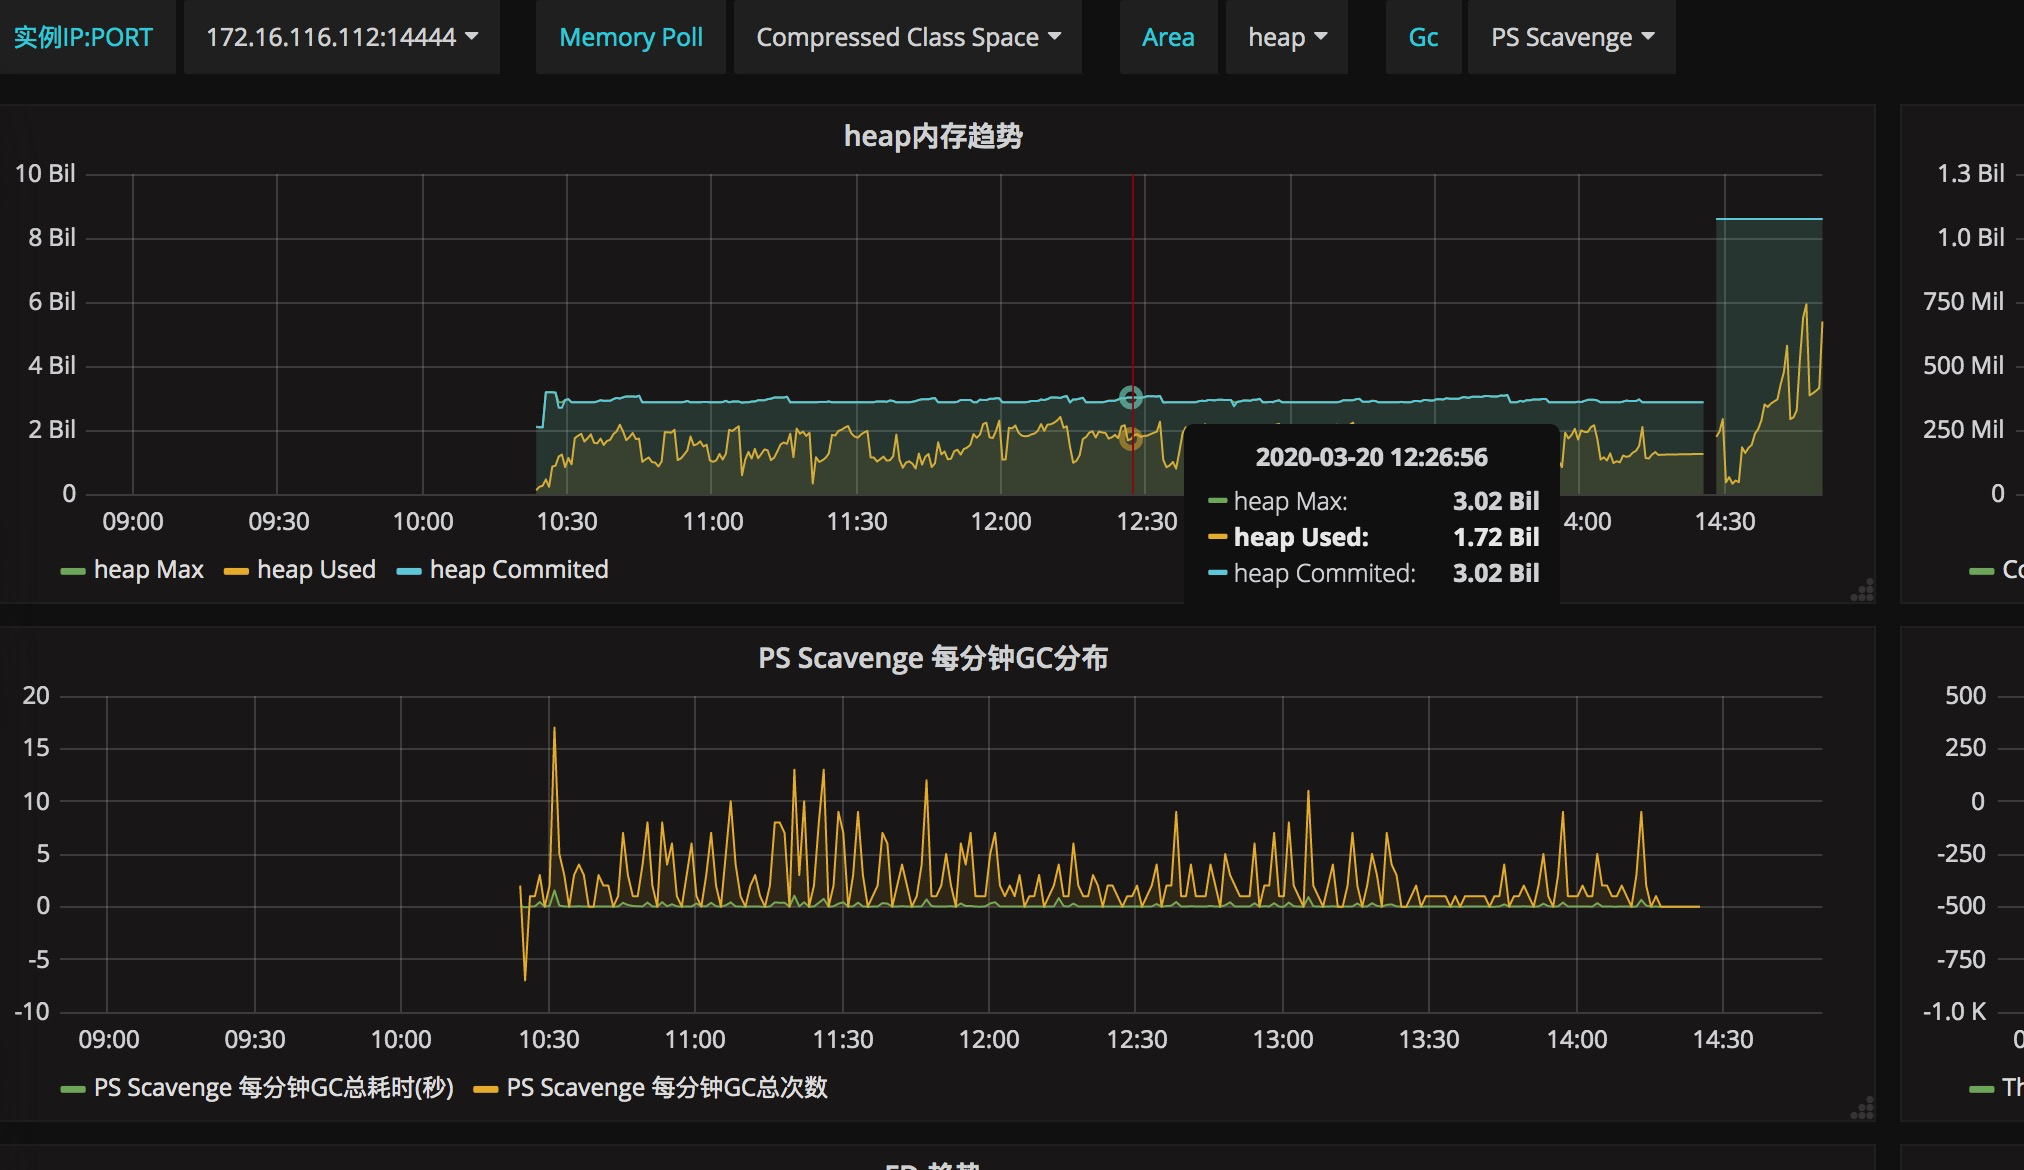 实例IP:PORT 172.16.116.112:14444 Memory Poll Compressed Class Space Area heap Gc PS Scavenge
heap内存趋势
10 Bil
8 Bil
6 Bil
4 Bil
2 Bil
0
09:00 09:30 10:00 10:30 11:00 11:30 12:00 12:30 4:00 14:30
2020-03-20 12:26:56
heap Max: 3.02 Bil
heap Used: 1.72 Bil
heap Commited: 3.02 Bil
heap Max heap Used heap Commited
1.3 Bil
1.0 Bil
750 Mil
500 Mil
250 Mil
0
PS Scavenge 每分钟GC分布
20
15
10
5
0
-5
-10
09:00 09:30 10:00 10:30 11:00 11:30 12:00 12:30 13:00 13:30 14:00 14:30
PS Scavenge 每分钟GC总耗时(秒) PS Scavenge 每分钟GC总次数
500
250
0
-250
-500
-750
-1.0 K